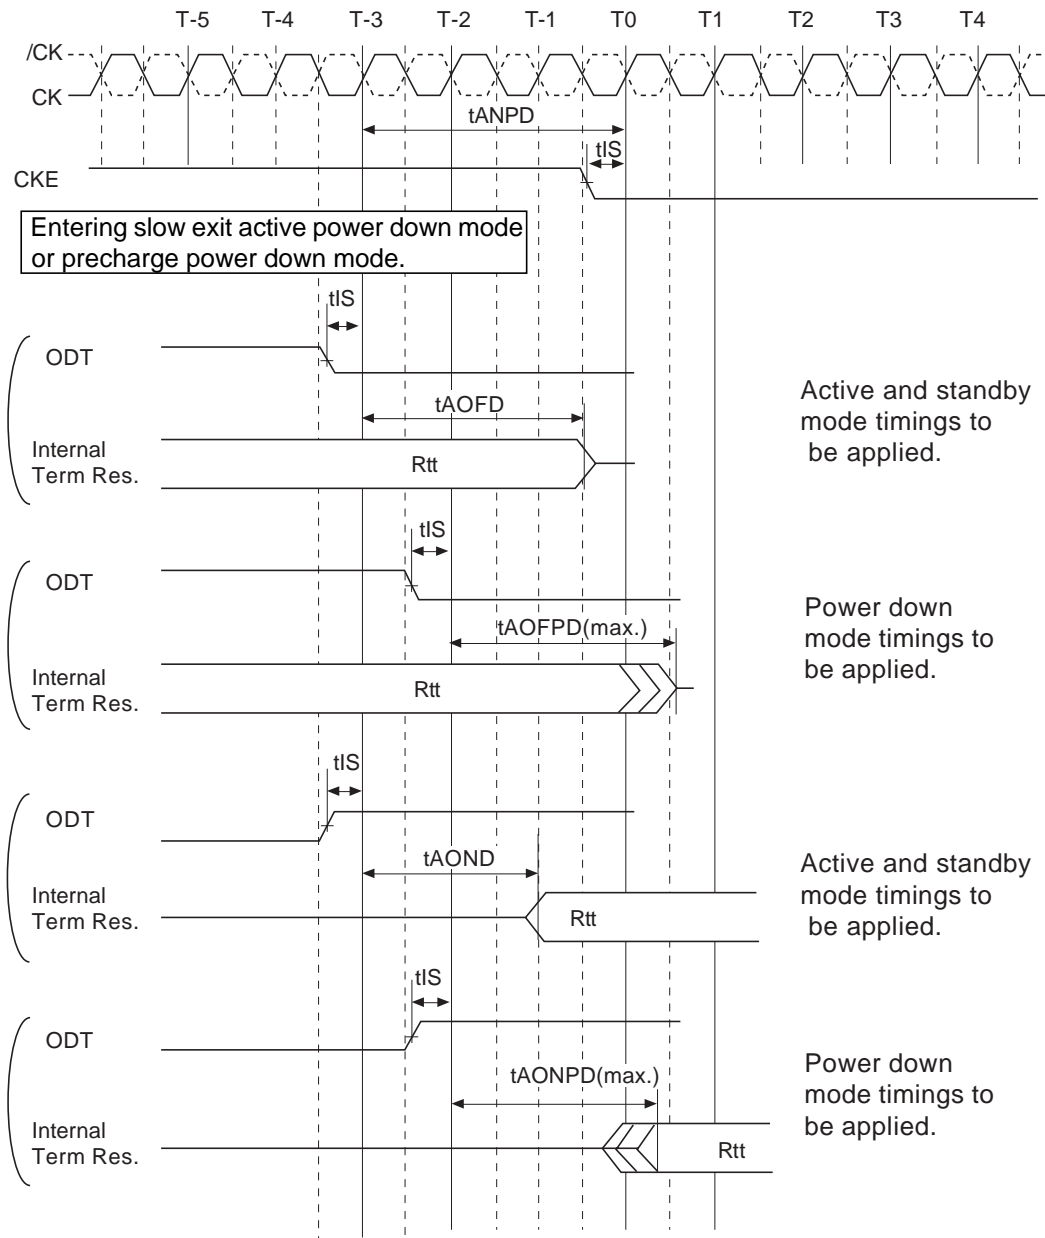 T-5 T-4 T-3 T-2 T-1 T0 T1 T2 T3 T4
/CK
CK
tANPD
tIS
CKE
Entering slow exit active power down mode
or precharge power down mode.
tIS
ODT
tAOFD
Internal
Term Res.
Rtt
Active and standby
mode timings to
be applied.
tIS
ODT
tAOFPD(max.)
Internal
Term Res.
Rtt
Power down
mode timings to
be applied.
tIS
ODT
tAOND
Internal
Term Res.
Rtt
Active and standby
mode timings to
be applied.
tIS
ODT
tAONPD(max.)
Internal
Term Res.
Rtt
Power down
mode timings to
be applied.